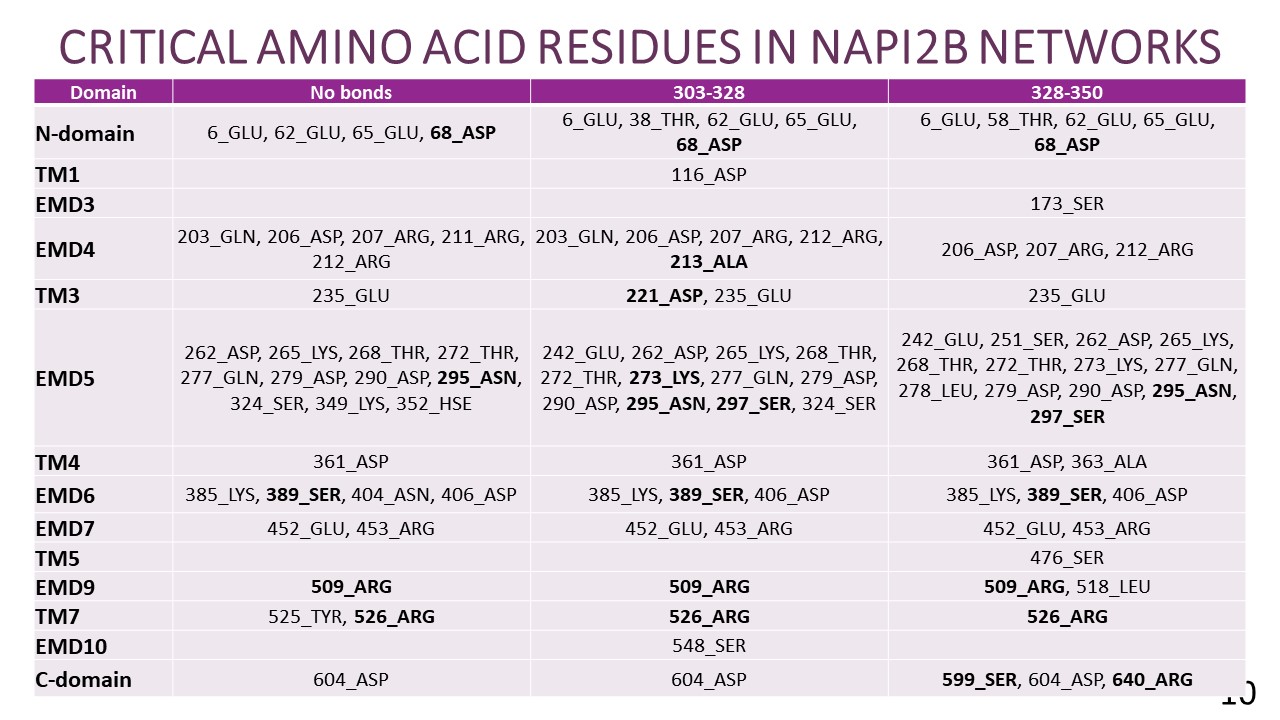 CRITICAL AMINO ACID RESIDUES IN NAPI2B NETWORKS
Domain No bonds 303-328 328-350
N-domain 6_GLU, 62_GLU, 65_GLU, 68_ASP
6_GLU, 38_THR, 62_GLU, 65_GLU,
68_ASP
6_GLU, 58_THR, 62_GLU, 65_GLU,
68_ASP
TM1 116_ASP
EMD3 173_SER
EMD4
203_GLN, 206_ASP, 207_ARG, 211_ARG,
212_ARG
203_GLN, 206_ASP, 207_ARG, 212_ARG,
213_ALA
206_ASP, 207_ARG, 212_ARG
TM3 235_GLU 221_ASP, 235_GLU 235_GLU
EMD5
262_ASP, 265_LYS, 268_THR, 272_THR,
277_GLN, 279_ASP, 290_ASP, 295_ASN,
324_SER, 349_LYS, 352_HSE
242_GLU, 262_ASP, 265_LYS, 268_THR,
272_THR, 273_LYS, 277_GLN, 279_ASP,
290_ASP, 295_ASN, 297_SER, 324_SER
242_GLU, 251_SER, 262_ASP, 265_LYS,
268_THR, 272_THR, 273_LYS, 277_GLN,
278_LEU, 279_ASP, 290_ASP, 295_ASN,
297_SER
TM4 361_ASP 361_ASP 361_ASP, 363_ALA
EMD6 385_LYS, 389_SER, 404_ASN, 406_ASP 385_LYS, 389_SER, 406_ASP 385_LYS, 389_SER, 406_ASP
EMD7 452_GLU, 453_ARG 452_GLU, 453_ARG 452_GLU, 453_ARG
TM5 476_SER
EMD9 509_ARG 509_ARG 509_ARG, 518_LEU
TM7 525_TYR, 526_ARG 526_ARG 526_ARG
EMD10 548_SER
C-domain 604_ASP 604_ASP 599_SER, 604_ASP, 640_ARG
10